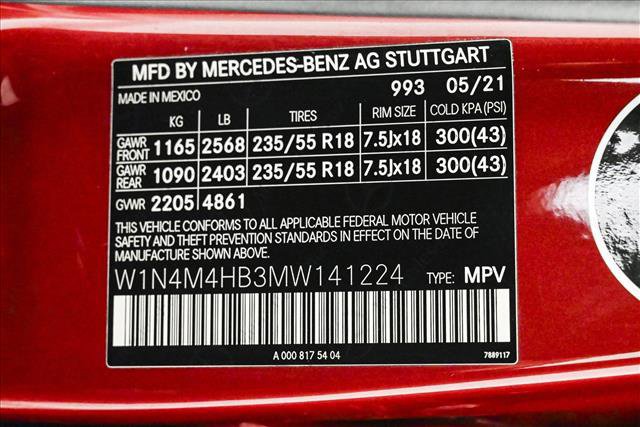 MFD BY MERCEDES-BENZ AG STUTTGART
MADE IN MEXICO 993 05/21
KG LB TIRES RIM SIZE COLD KPA (PSI)
GAWR FRONT 1165 2568 235/55 R18 7.5Jx18 300(43)
GAWR REAR 1090 2403 235/55 R18 7.5Jx18 300(43)
GVWR 2205 4861
THIS VEHICLE CONFORMS TO ALL APPLICABLE FEDERAL MOTOR VEHICLE
SAFETY AND THEFT PREVENTION STANDARDS IN EFFECT ON THE DATE OF
MANUFACTURE SHOWN ABOVE.
W1N4M4HB3MW141224 TYPE: MPV
A 000 817 54 04 7889117